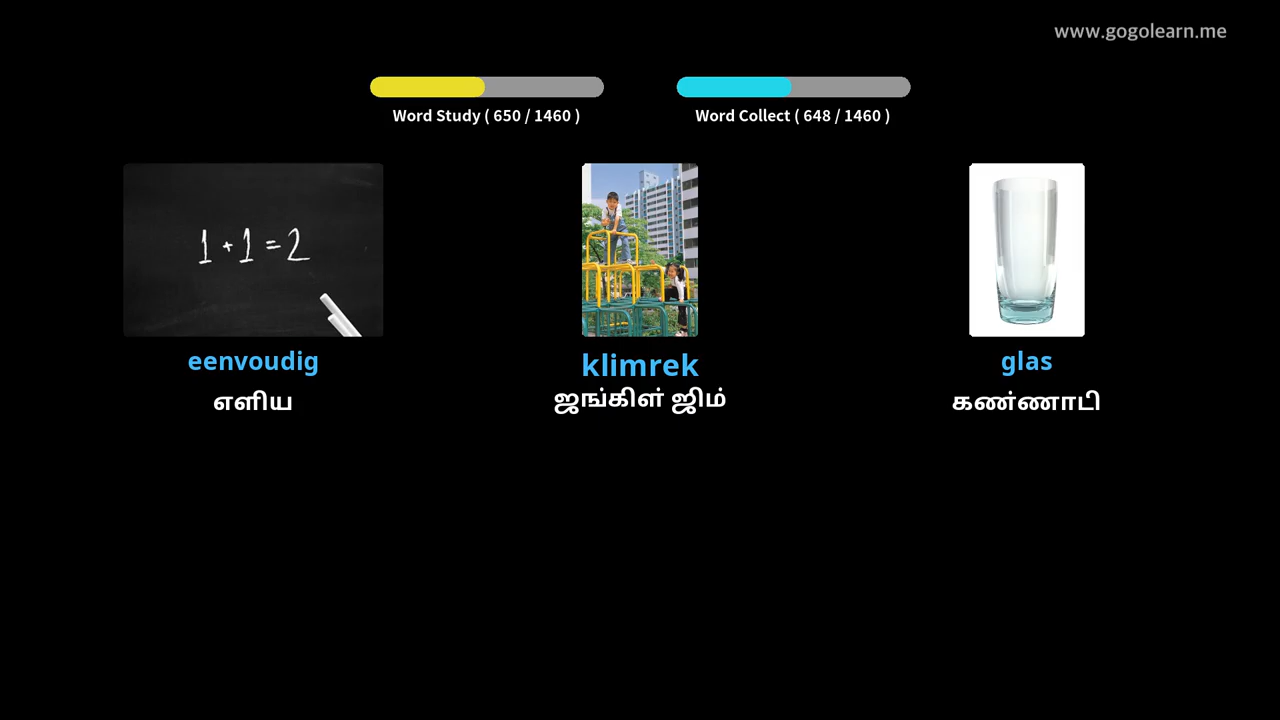 www.gogolearn.me
Word Study ( 650 / 1460 )
Word Collect ( 648 / 1460 )
1 + 1 = 2
eenvoudig
எளிய
klimrek
ஜங்கிள் ஜிம்
glas
கண்ணாடி